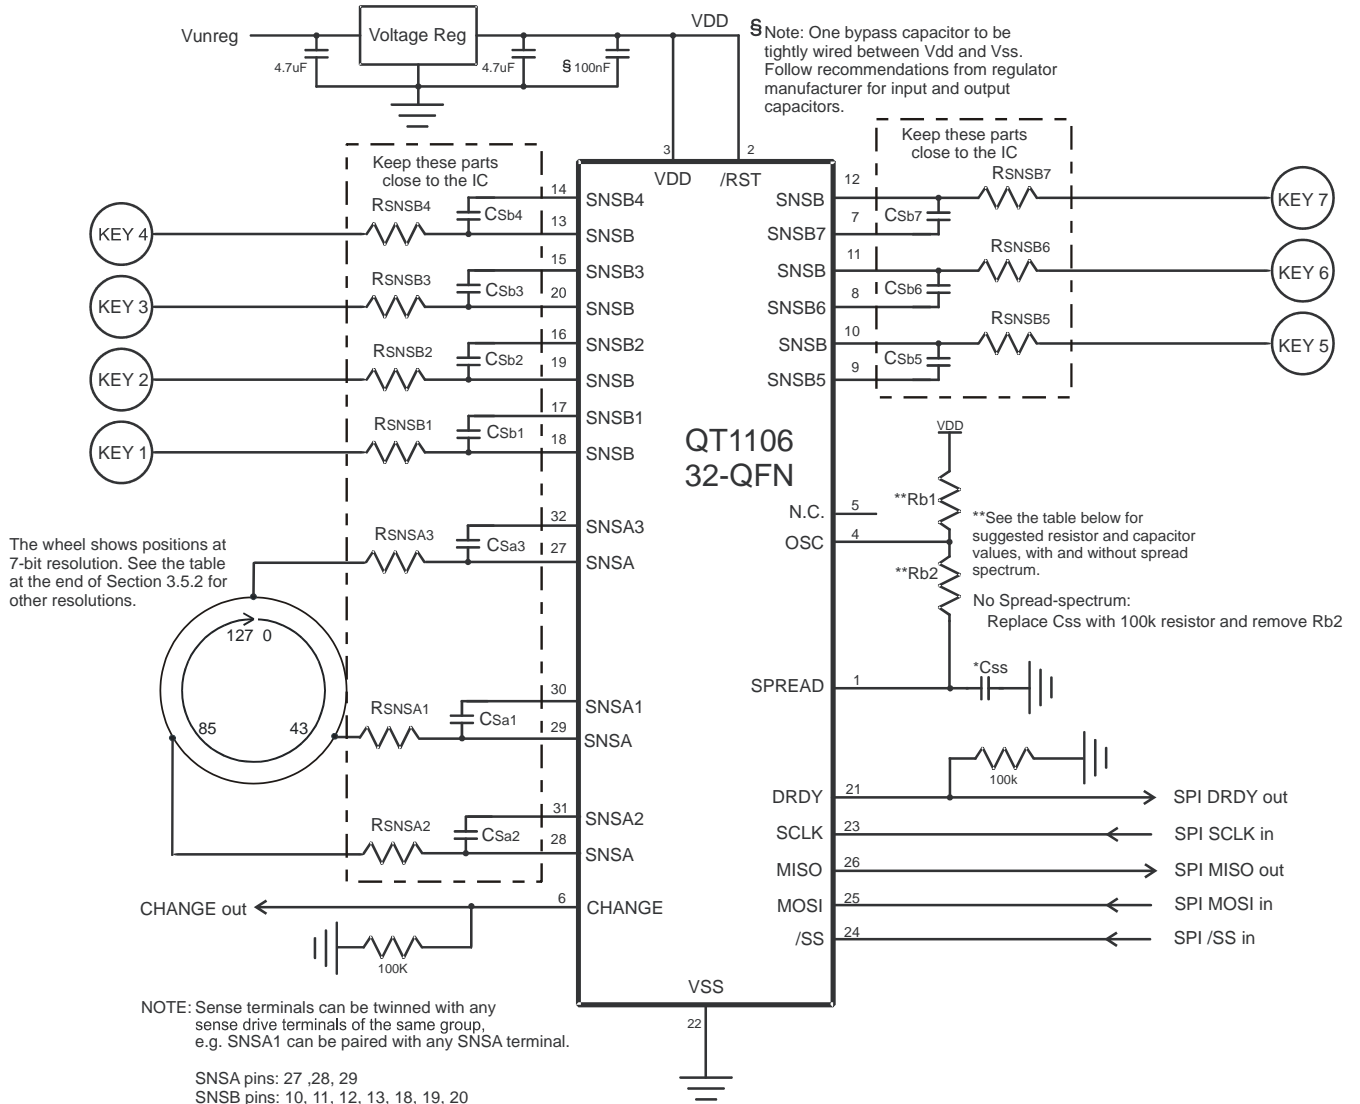 Vunreg
Voltage Reg
VDD
4.7uF
4.7uF
§ 100nF
§ Note: One bypass capacitor to be
tightly wired between Vdd and Vss.
Follow recommendations from regulator
manufacturer for input and output
capacitors.
Keep these parts
close to the IC
3
2
VDD
/RST
Keep these parts
close to the IC
KEY 4
RSNSB4
CSb4
14
SNSB4
13
SNSB
KEY 3
RSNSB3
CSb3
15
SNSB3
20
SNSB
KEY 2
RSNSB2
CSb2
16
SNSB2
19
SNSB
KEY 1
RSNSB1
CSb1
17
SNSB1
18
SNSB
SNSB
12
RSNSB7
KEY 7
SNSB7
7
CSb7
SNSB
11
RSNSB6
KEY 6
SNSB6
8
CSb6
SNSB
10
RSNSB5
KEY 5
SNSB5
9
CSb5
QT1106
32-QFN
VDD
**Rb1
N.C.
5
OSC
4
**See the table below for
suggested resistor and capacitor
values, with and without spread
spectrum.
**Rb2
No Spread-spectrum:
Replace Css with 100k resistor and remove Rb2
SPREAD
1
*Css
The wheel shows positions at
7-bit resolution. See the table
at the end of Section 3.5.2 for
other resolutions.
127 0
85
43
RSNSA3
CSa3
32
SNSA3
27
SNSA
RSNSA1
CSa1
30
SNSA1
29
SNSA
RSNSA2
CSa2
31
SNSA2
28
SNSA
100k
DRDY
21
SPI DRDY out
SCLK
23
SPI SCLK in
MISO
26
SPI MISO out
MOSI
25
SPI MOSI in
/SS
24
SPI /SS in
CHANGE out
6
CHANGE
100K
VSS
22
NOTE: Sense terminals can be twinned with any
sense drive terminals of the same group,
e.g. SNSA1 can be paired with any SNSA terminal.
SNSA pins: 27 ,28, 29
SNSB pins: 10, 11, 12, 13, 18, 19, 20